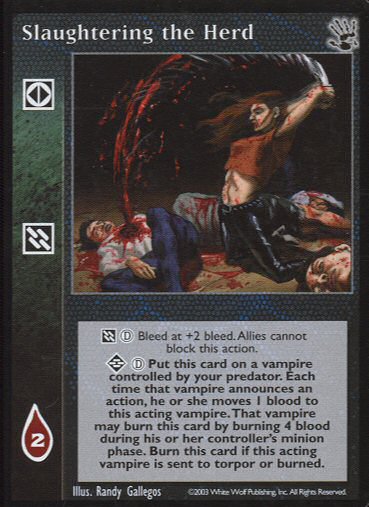 Slaughtering the Herd
D Bleed at +2 bleed. Allies cannot
block this action.
D Put this card on a vampire
controlled by your predator. Each
time that vampire announces an
action, he or she moves 1 blood to
this acting vampire. That vampire
may burn this card by burning 4 blood
during his or her controller's minion
phase. Burn this card if this acting
vampire is sent to torpor or burned.
2
Illus. Randy Gallegos
©2003 White Wolf Publishing, Inc. All Rights Reserved.